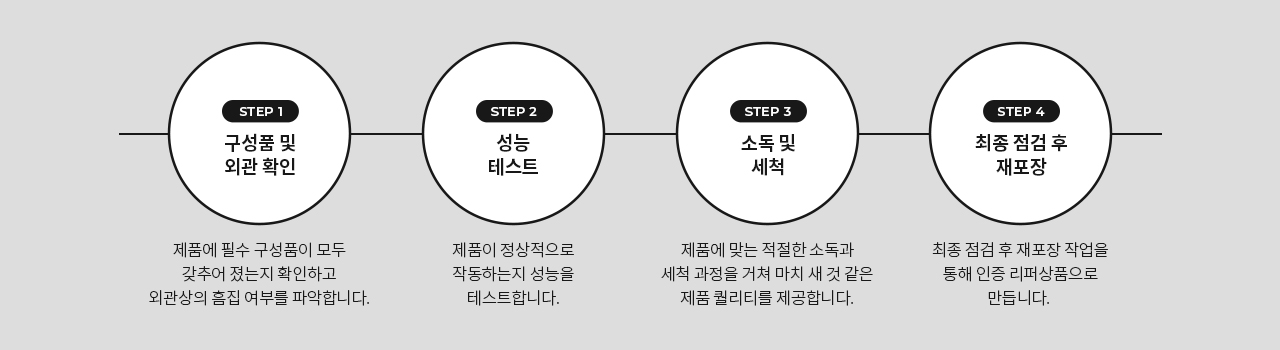 STEP 1
구성품 및
외관 확인
제품에 필수 구성품이 모두
갖추어 졌는지 확인하고
외관상의 흠집 여부를 파악합니다.
STEP 2
성능
테스트
제품이 정상적으로
작동하는지 성능을
테스트합니다.
STEP 3
소독 및
세척
제품에 맞는 적절한 소독과
세척 과정을 거쳐 마치 새 것 같은
제품 퀄리티를 제공합니다.
STEP 4
최종 점검 후
재포장
최종 점검 후 재포장 작업을
통해 인증 리퍼상품으로
만듭니다.